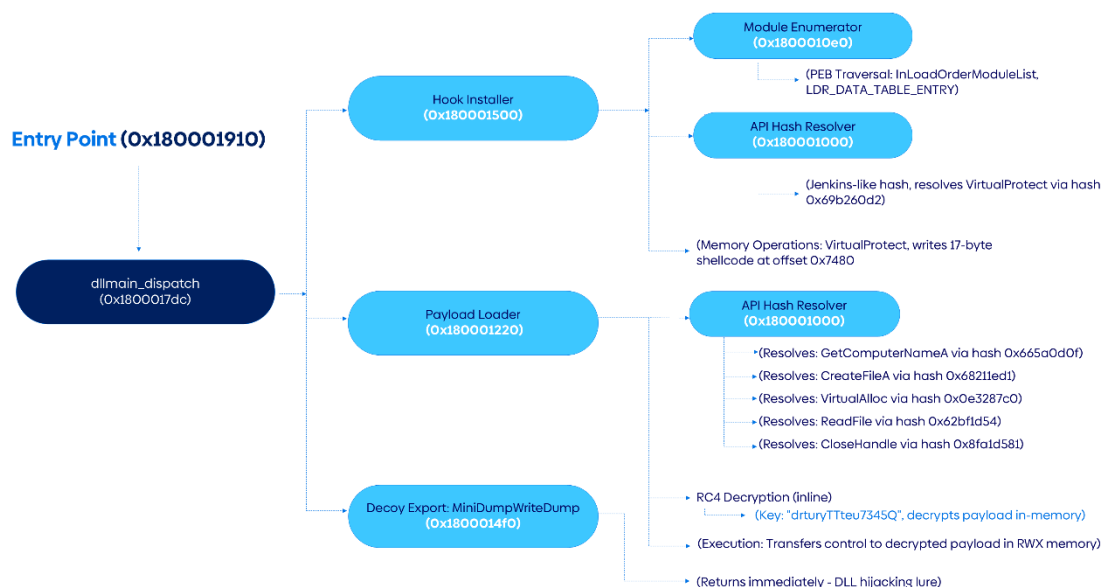 Entry Point (0x180001910)
dllmain_dispatch
(0x1800017dc)
Hook Installer
(0x180001500)
Module Enumerator
(0x1800010e0)
(PEB Traversal: InLoadOrderModuleList,
LDR_DATA_TABLE_ENTRY)
API Hash Resolver
(0x180001000)
(Jenkins-like hash, resolves VirtualProtect via hash
0x69b260d2)
(Memory Operations: VirtualProtect, writes 17-byte
shellcode at offset 0x7480
Payload Loader
(0x180001220)
API Hash Resolver
(0x180001000)
(Resolves: GetComputerNameA via hash 0x665a0d0f)
(Resolves: CreateFileA via hash 0x68211ed1)
(Resolves: VirtualAlloc via hash 0x0e3287c0)
(Resolves: ReadFile via hash 0x62bf1d54)
(Resolves: CloseHandle via hash 0x8fa1d581)
RC4 Decryption (inline)
(Key: "drturyTTteu7345Q", decrypts payload in-memory)
(Execution: Transfers control to decrypted payload in RWX memory)
Decoy Export: MiniDumpWriteDump
(0x1800014f0)
(Returns immediately - DLL hijacking lure)